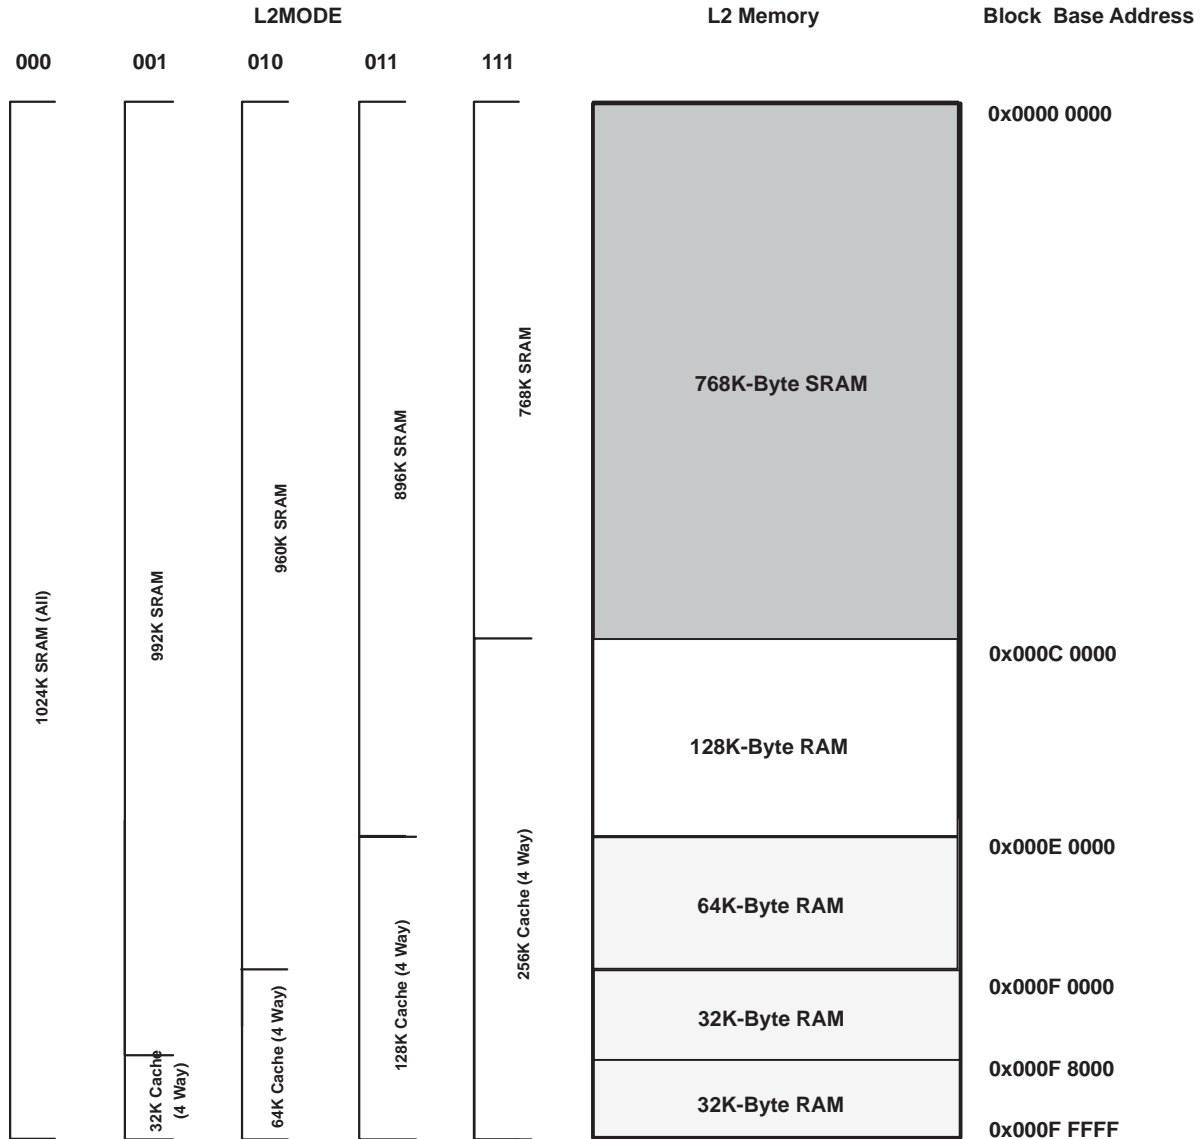 L2MODE
L2 Memory
Block Base Address
000
001
010
011
111
0x0000 0000
768K SRAM
768K-Byte SRAM
896K SRAM
960K SRAM
992K SRAM
1024K SRAM (All)
0x000C 0000
128K-Byte RAM
0x000E 0000
256K Cache (4 Way)
64K-Byte RAM
128K Cache (4 Way)
0x000F 0000
64K Cache (4 Way)
32K-Byte RAM
0x000F 8000
32K Cache
(4 Way)
32K-Byte RAM
0x000F FFFF